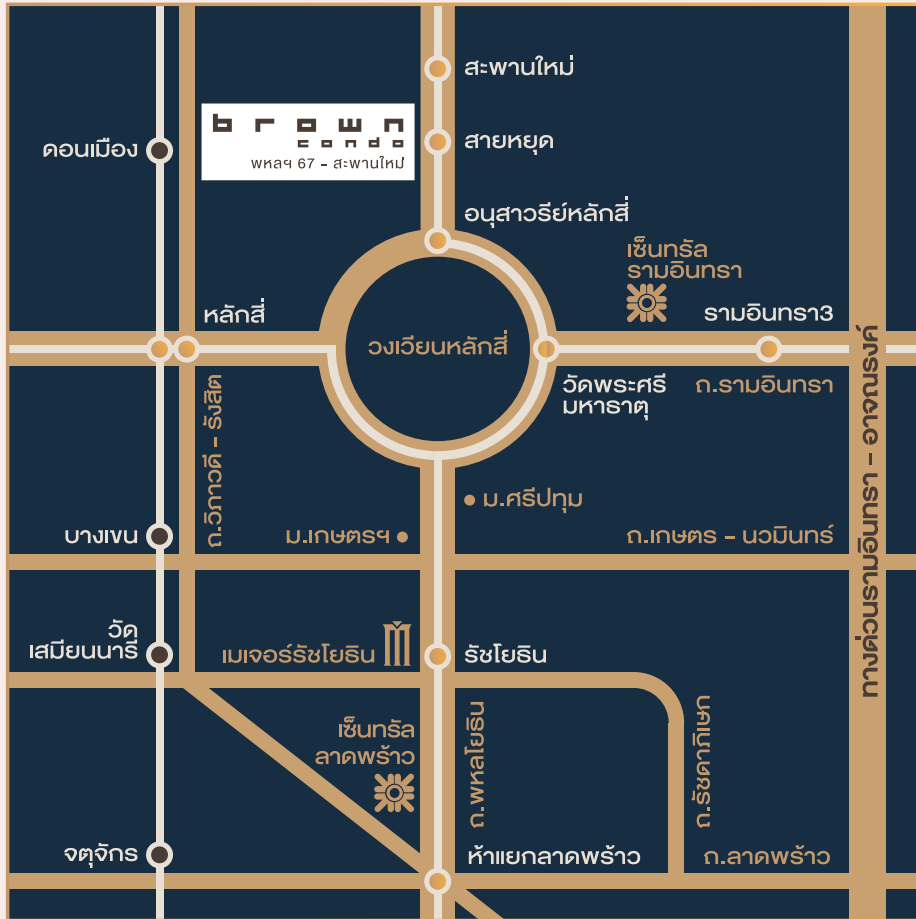 สะพานใหม่
brown
condo
พหลฯ 67 - สะพานใหม่
สายหยุด
ดอนเมือง
อนุสาวรีย์หลักสี่
เซ็นทรัล
รามอินทรา
หลักสี่
รามอินทรา3
วงเวียนหลักสี่
วัดพระศรี
มหาธาตุ
ถ.รามอินทรา
ถ.วิภาวดี - รังสิต
ทางด่วนรามอินทรา - อาจณรงค์
ม.ศรีปทุม
บางเขน
ม.เกษตรฯ
ถ.เกษตร - นวมินทร์
วัด
เสมียนนารี
เมเจอร์รัชโยธิน
รัชโยธิน
เซ็นทรัล
ลาดพร้าว
ถ.พหลโยธิน
ถ.รัชดาภิเษก
จตุจักร
ห้าแยกลาดพร้าว
ถ.ลาดพร้าว